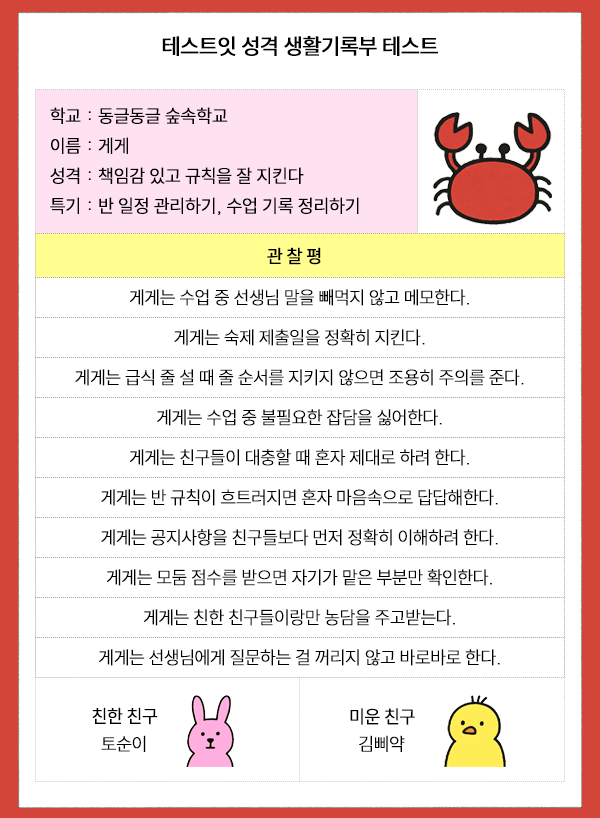 테스트잇 성격 생활기록부 테스트
학교 : 동글동글 숲속학교
이름 : 게게
성격 : 책임감 있고 규칙을 잘 지킨다
특기 : 반 일정 관리하기, 수업 기록 정리하기
관 찰 평
게게는 수업 중 선생님 말을 빼먹지 않고 메모한다.
게게는 숙제 제출일을 정확히 지킨다.
게게는 급식 줄 설 때 줄 순서를 지키지 않으면 조용히 주의를 준다.
게게는 수업 중 불필요한 잡담을 싫어한다.
게게는 친구들이 대충할 때 혼자 제대로 하려 한다.
게게는 반 규칙이 흐트러지면 혼자 마음속으로 답답해한다.
게게는 공지사항을 친구들보다 먼저 정확히 이해하려 한다.
게게는 모둠 점수를 받으면 자기가 맡은 부분만 확인한다.
게게는 친한 친구들이랑만 농담을 주고받는다.
게게는 선생님에게 질문하는 걸 꺼리지 않고 바로바로 한다.
친한 친구
토순이
미운 친구
김삐약